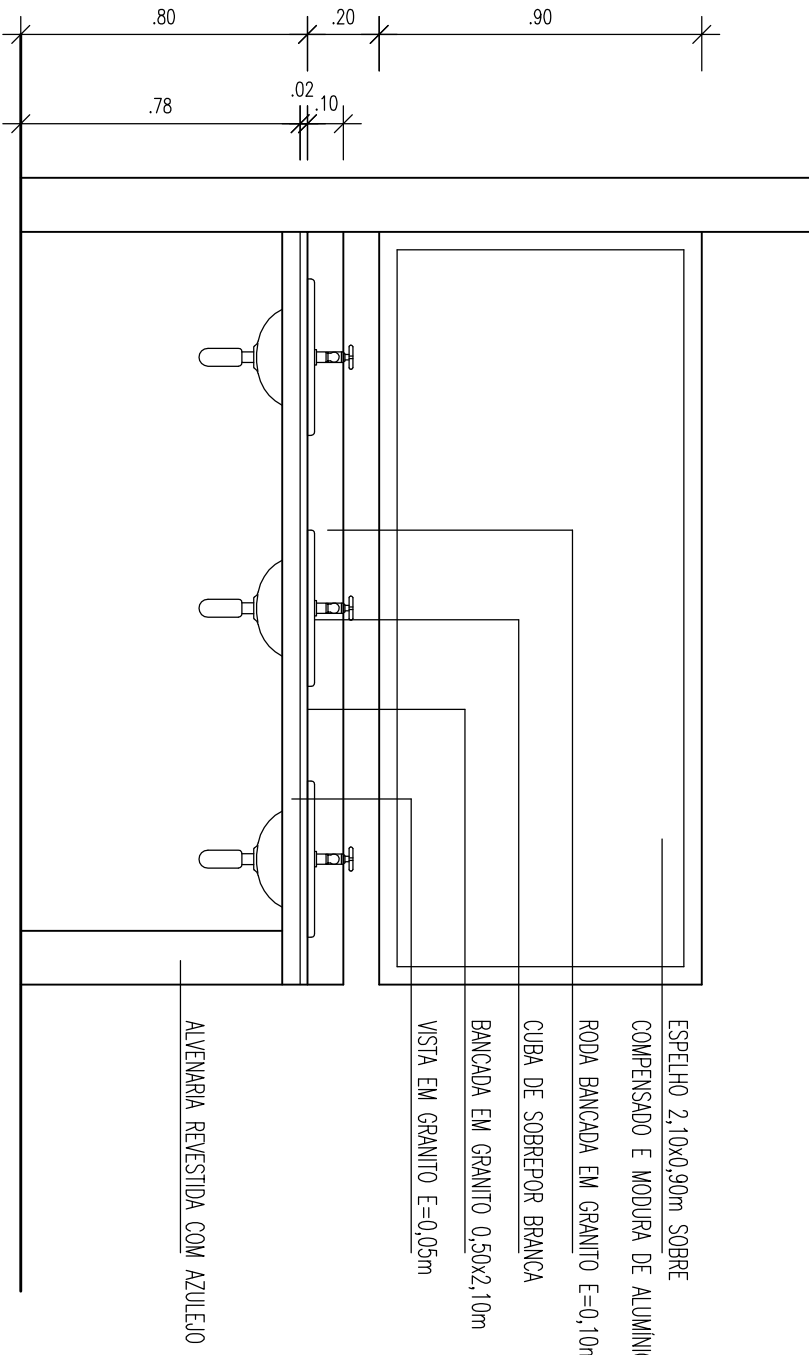 .80
.20
.90
.78
.02
.10
ESPELHO 2,10x0,90m SOBRE
COMPENSADO E MODURA DE ALUMÍNIO
RODA BANCADA EM GRANITO E=0,10m
CUBA DE SOBREPOR BRANCA
BANCADA EM GRANITO 0,50x2,10m
VISTA EM GRANITO E=0,05m
ALVENARIA REVESTIDA COM AZULEJO